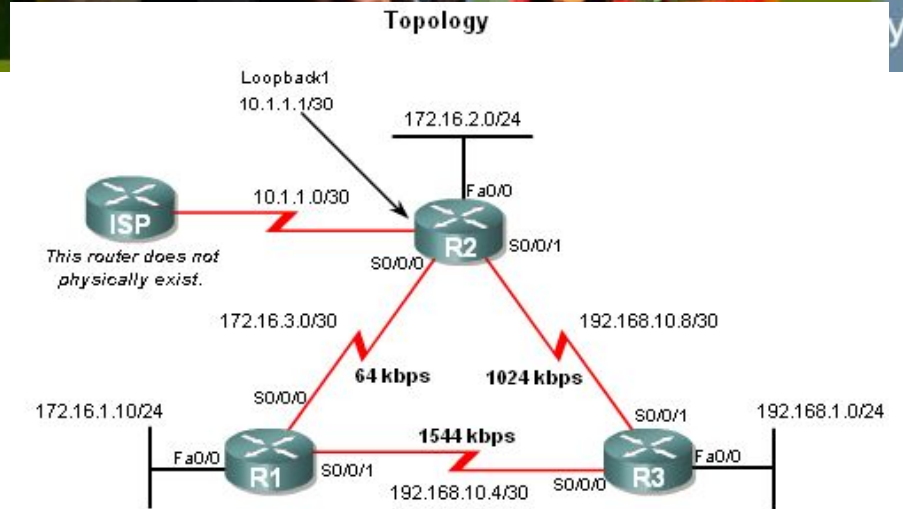 Topology
y
Loopback1
10.1.1.1/30
172.16.2.0/24
10.1.1.0/30
Fa0/0
ISP
R2
S0/0/1
This router does not
physically exist.
S0/0/0
172.16.3.0/30
192.168.10.8/30
64 kbps
1024 kbps
S0/0/0
S0/0/1
172.16.1.10/24
192.168.1.0/24
1544 kbps
Fa0/0
R1
S0/0/1
S0/0/0
R3
Fa0/0
192.168.10.4/30